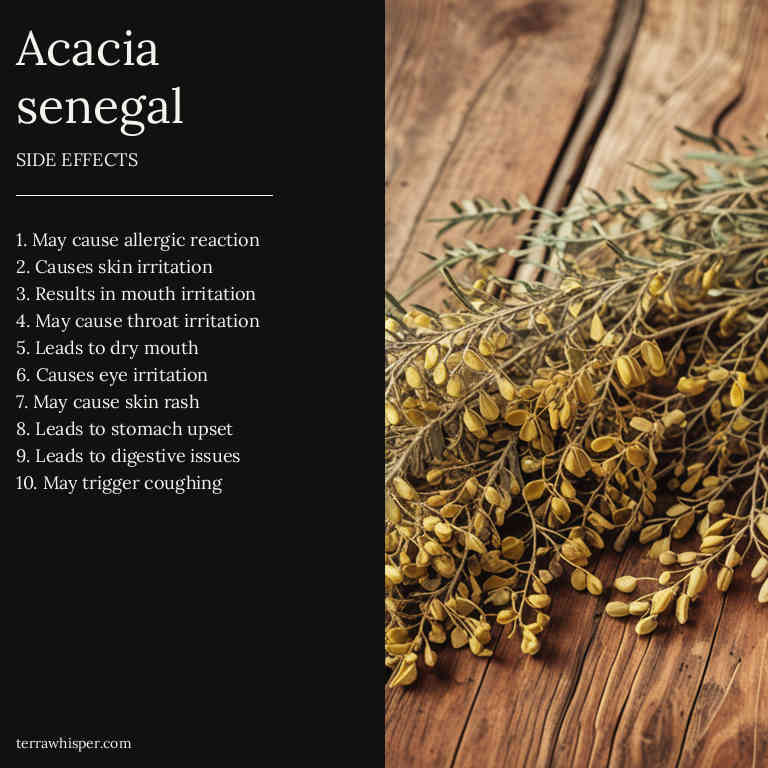 Acacia
senegal
SIDE EFFECTS
1. May cause allergic reaction
2. Causes skin irritation
3. Results in mouth irritation
4. May cause throat irritation
5. Leads to dry mouth
6. Causes eye irritation
7. May cause skin rash
8. Leads to stomach upset
9. Leads to digestive issues
10. May trigger coughing
terrawhisper.com